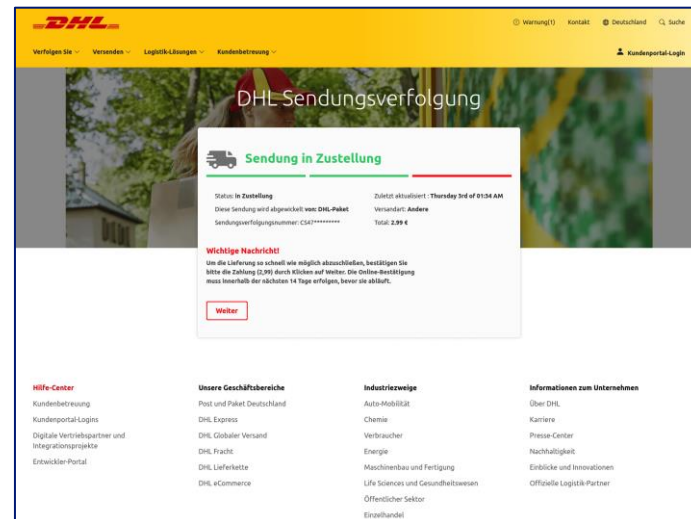 DHL
Warnung(1) Kontakt Deutschland Suche
Verfolgen Sie Versenden Logistik-Lösungen Kundenbetreuung Kundenportal-Login
DHL Sendungsverfolgung
Sendung in Zustellung
Status: in Zustellung
Zuletzt aktualisiert : Thursday 3rd of 01:34 AM
Diese Sendung wird abgewickelt von: DHL-Paket
Versandart: Andere
Sendungsverfolgungsnummer: CS47*********
Total: 2.99 €
Wichtige Nachricht!
Um die Lieferung so schnell wie möglich abzuschließen, bestätigen Sie
bitte die Zahlung (2,99) durch Klicken auf Weiter. Die Online-Bestätigung
muss innerhalb der nächsten 14 Tage erfolgen, bevor sie abläuft.
Weiter
Hilfe-Center
Kundenbetreuung
Kundenportal-Logins
Digitale Vertriebspartner und
Integrationsprojekte
Entwickler-Portal
Unsere Geschäftsbereiche
Post und Paket Deutschland
DHL Express
DHL Globaler Versand
DHL Fracht
DHL Lieferkette
DHL eCommerce
Industriezweige
Auto-Mobilität
Chemie
Verbraucher
Energie
Maschinenbau und Fertigung
Life Sciences und Gesundheitswesen
Öffentlicher Sektor
Einzelhandel
Informationen zum Unternehmen
Über DHL
Karriere
Presse-Center
Nachhaltigkeit
Einblicke und Innovationen
Offizielle Logistik-Partner